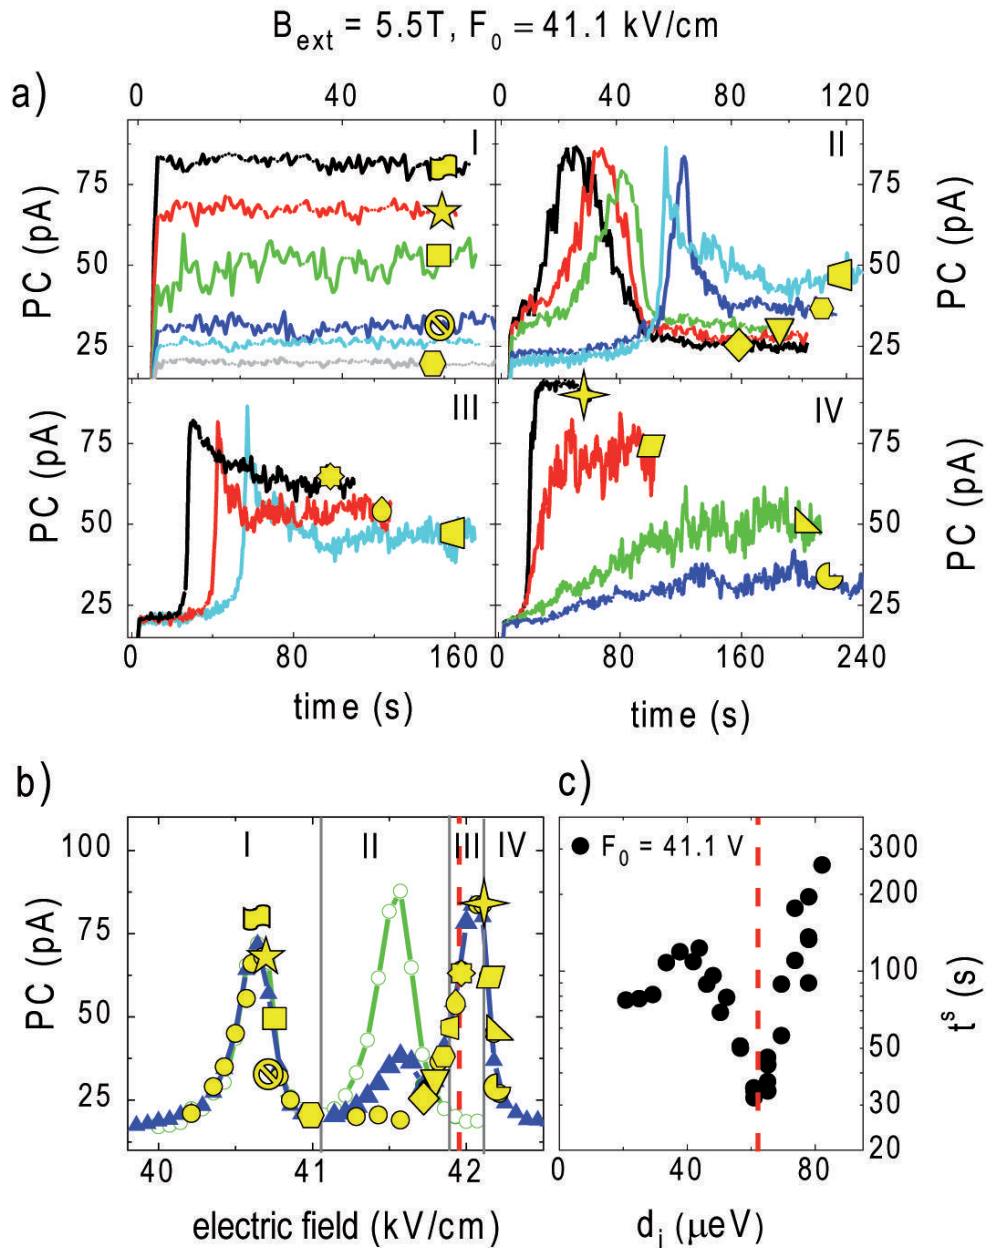 B_ext = 5.5T, F_0 = 41.1 kV/cm
a)
0 40 0 40 80 120
I II
75 75
50 50
25 25
PC (pA) PC (pA)
III IV
75 75
50 50
25 25
PC (pA) PC (pA)
0 80 160 0 80 160 240
time (s) time (s)
b) c)
I II III IV
100
75
50
25
PC (pA)
40 41 42
electric field (kV/cm)
F_0 = 41.1 V
300
200
100
50
30
20
t^s (s)
0 40 80
d_i (µeV)